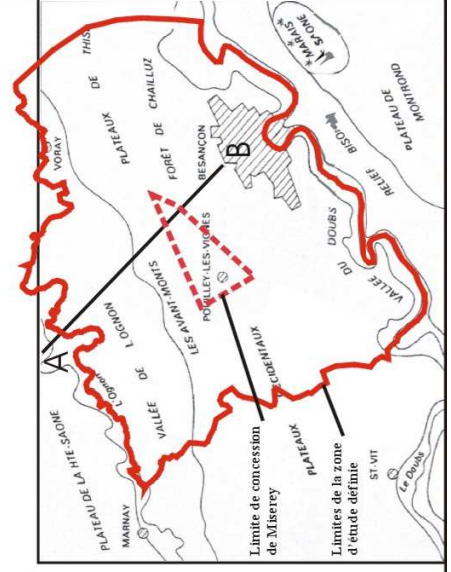 PLATEAU DE LA HTE-SAONE
MARNAY
L'Ognon
VALLÉE DE L'OGNON
A
VORAY
PLATEAUX DE THISE
FORÊT DE CHAILLUZ
LES AVANT-MONTS
POUILLEY-LES-VIGNES
BESANÇON
B
*MARAIS*
SAONE
PLATEAU DE
MONTROND
RELIEF BISON
VALLÉE DU DOUBS
PLATEAUX
ST-VIT
Le Doubs
Limite de concession
de Miserey
Limites de la zone
d'étude définie